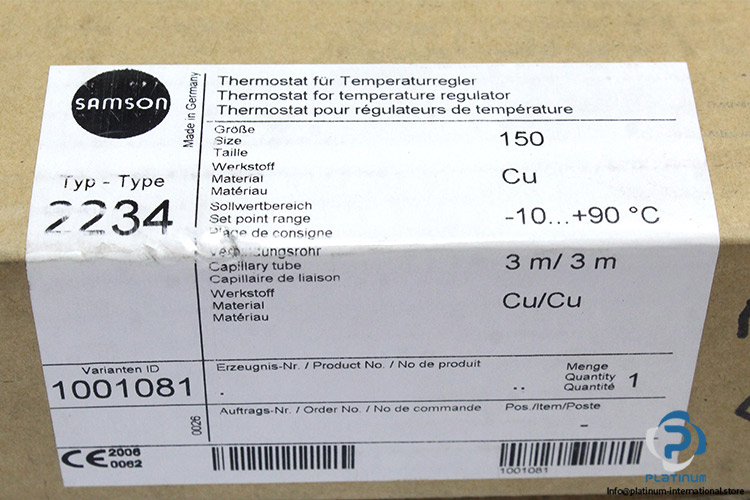 SAMSON
Made in Germany
Thermostat für Temperaturregler
Thermostat for temperature regulator
Thermostat pour régulateurs de température
Typ - Type
2234
Größe
Size
Taille
150
Werkstoff
Material
Matériau
Cu
Sollwertbereich
Set point range
de consigne
-10...+90 °C
Capillary tube
Capillaire de liaison
3 m/ 3 m
Werkstoff
Material
Matériau
Cu/Cu
Varianten ID
1001081
Erzeugnis-Nr. / Product No. / No de produit
. ..
Menge
Quantity
Quantité
1
0026
Auftrags-Nr. / Order No. / No de commande
Pos./Item/Poste
-
CE 2006
0062
1001081
PLATINUM
Info@platinum-international.store